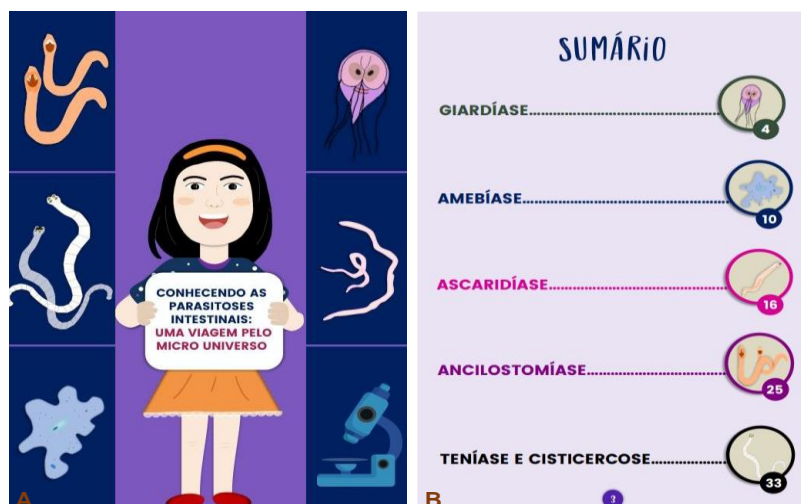 CONHECENDO AS
PARASITOSES
INTESTINAIS:
UMA VIAGEM PELO
MICRO UNIVERSO
A
SUMÁRIO
GIARDÍASE
4
AMEBÍASE
10
ASCARIDÍASE
16
ANCILOSTOMÍASE
25
TENÍASE E CISTICERCOSE
33
B
3